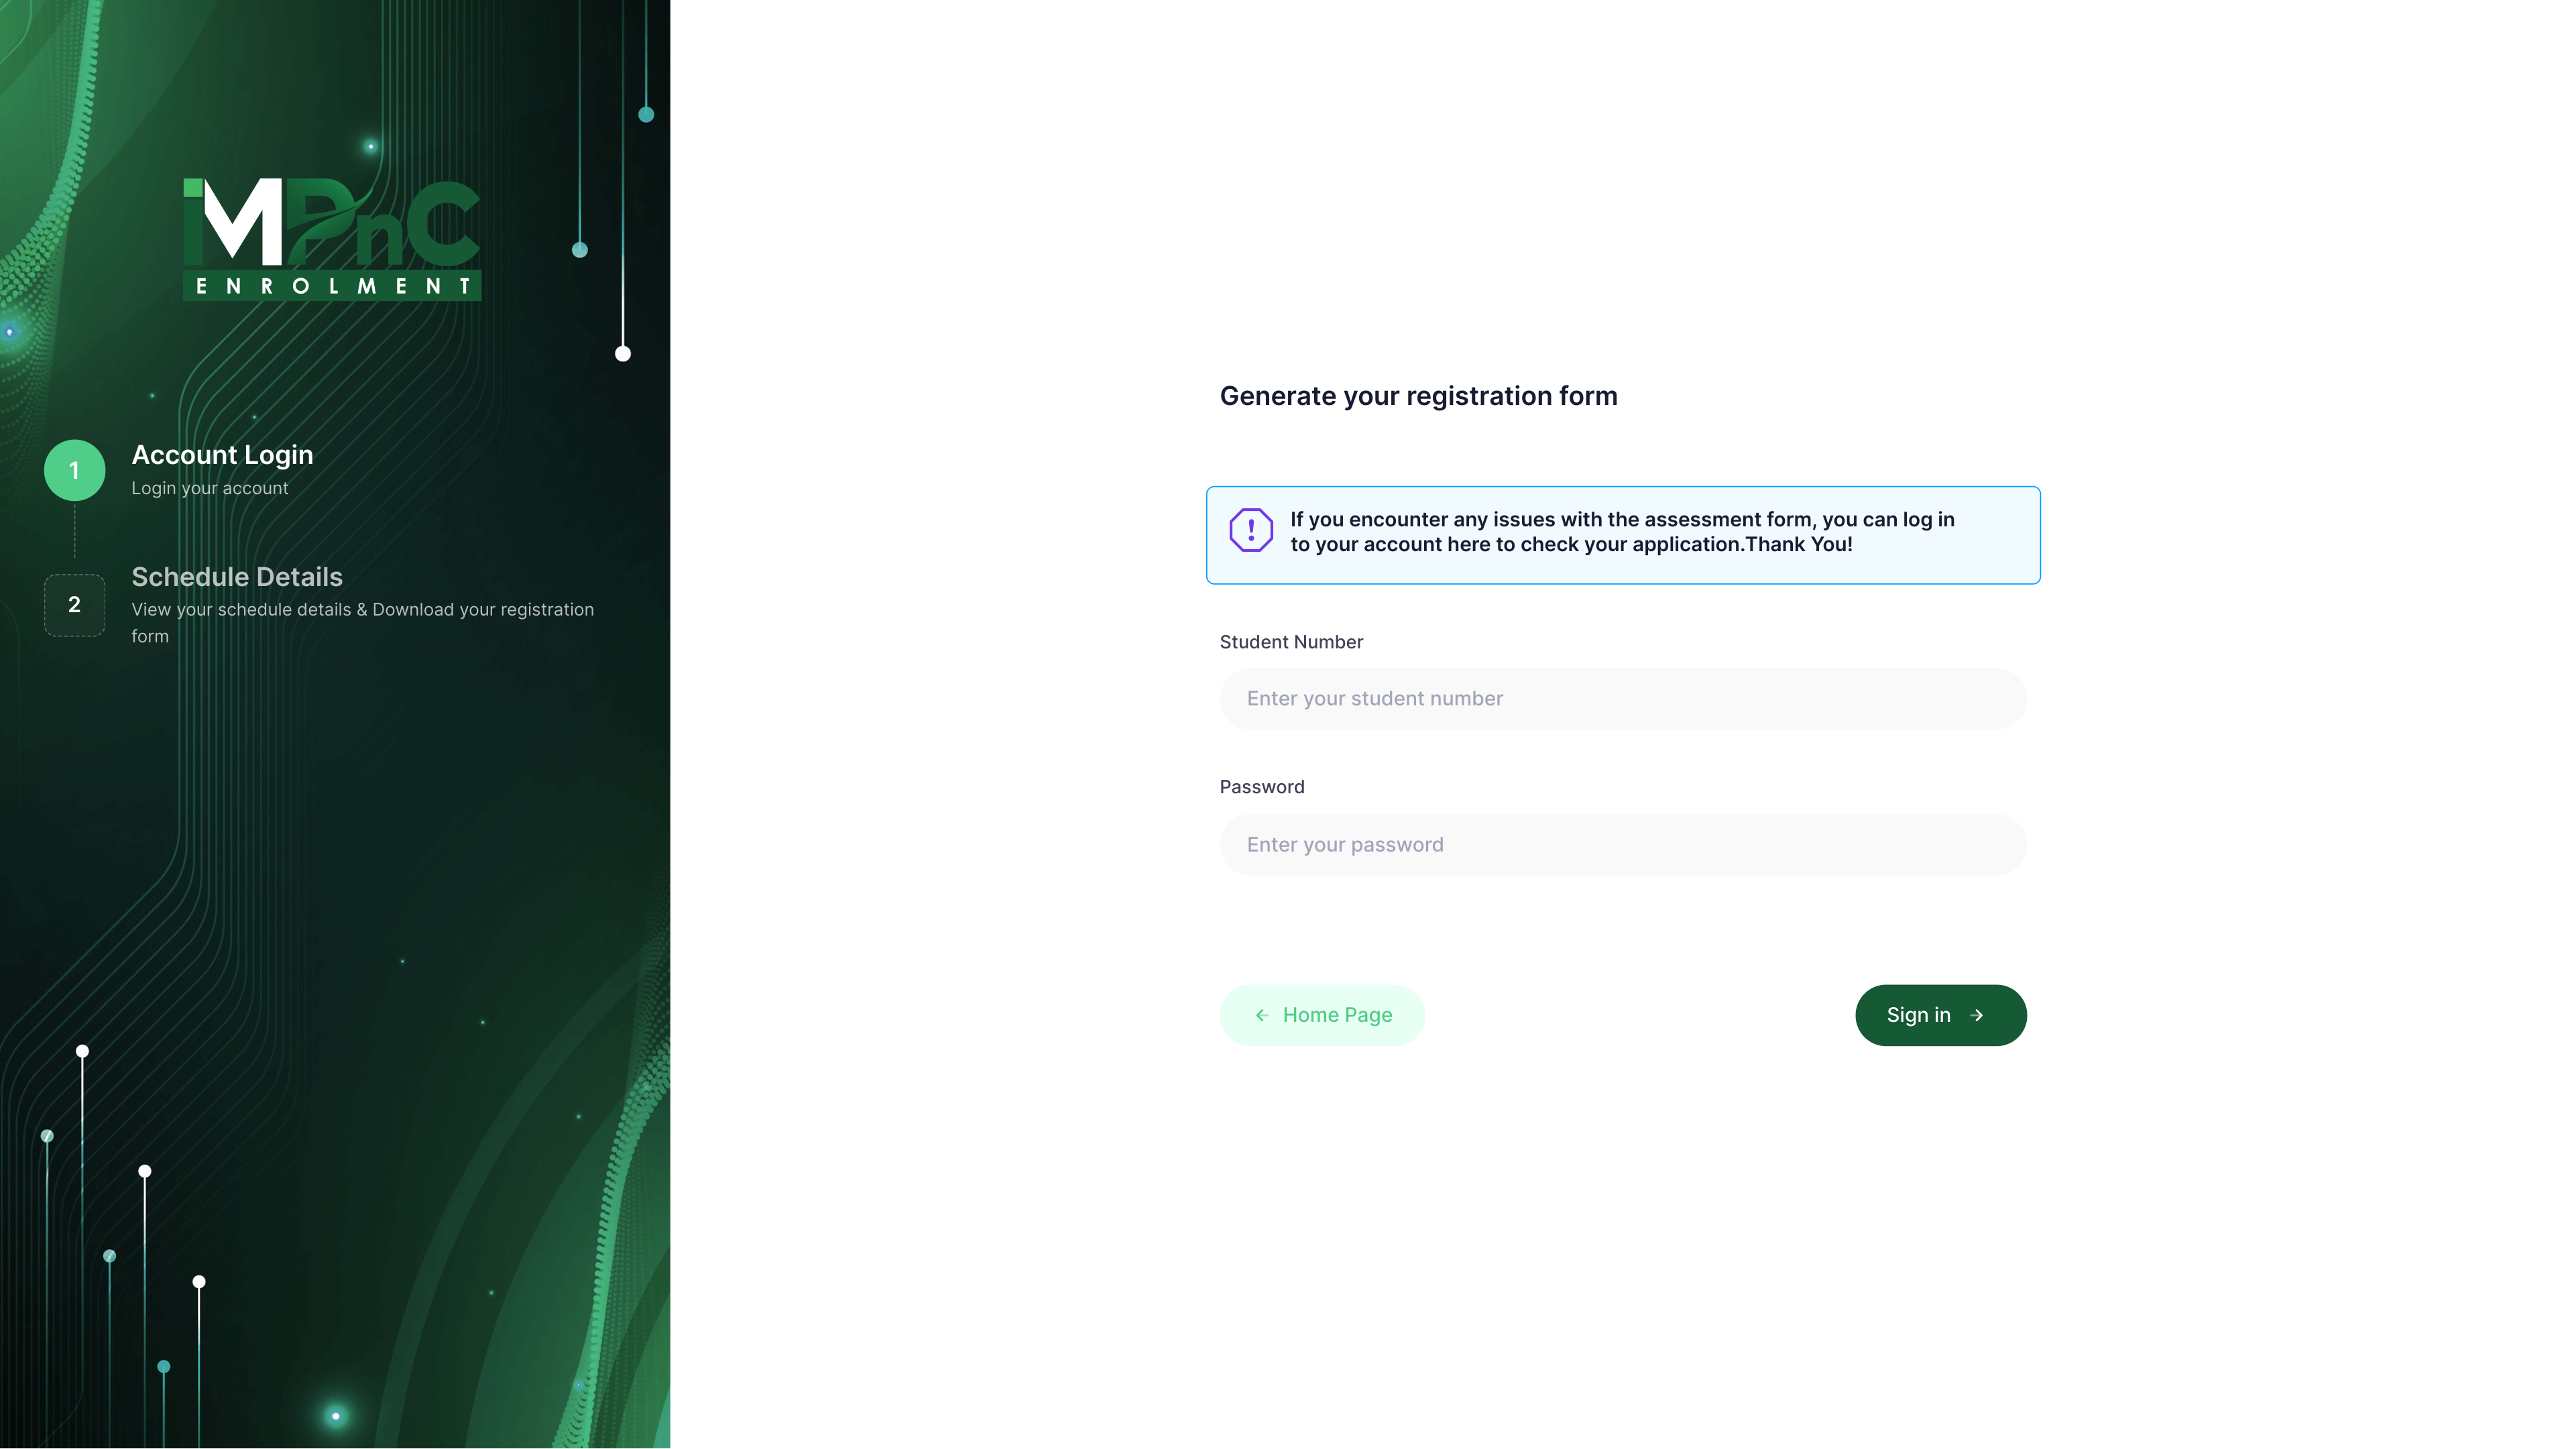 iMPnC
ENROLMENT
1
Account Login
Login your account
2
Schedule Details
View your schedule details & Download your registration
form
Generate your registration form
If you encounter any issues with the assessment form, you can log in
to your account here to check your application.Thank You!
Student Number
Enter your student number
Password
Enter your password
Home Page
Sign in